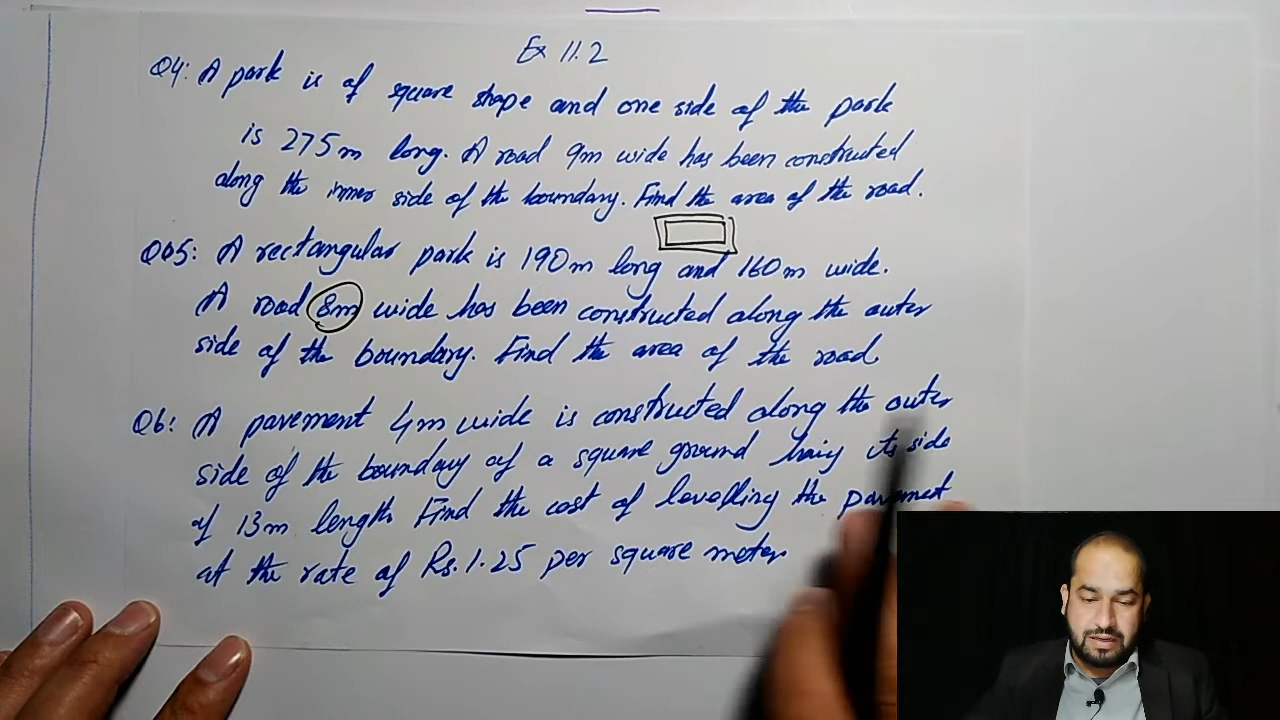 Ex 11.2
Q4: A park is of square shape and one side of the park
is 275m long. A road 9m wide has been constructed
along the inner side of the boundary. Find the area of the road.
Q05: A rectangular park is 190m long and 160m wide.
A road 8m wide has been constructed along the outer
side of the boundary. Find the area of the road.
Q6: A pavement 4m wide is constructed along the outer
side of the boundary of a square ground having its side
of 13m length. Find the cost of levelling the pavement
at the rate of Rs. 1.25 per square meter